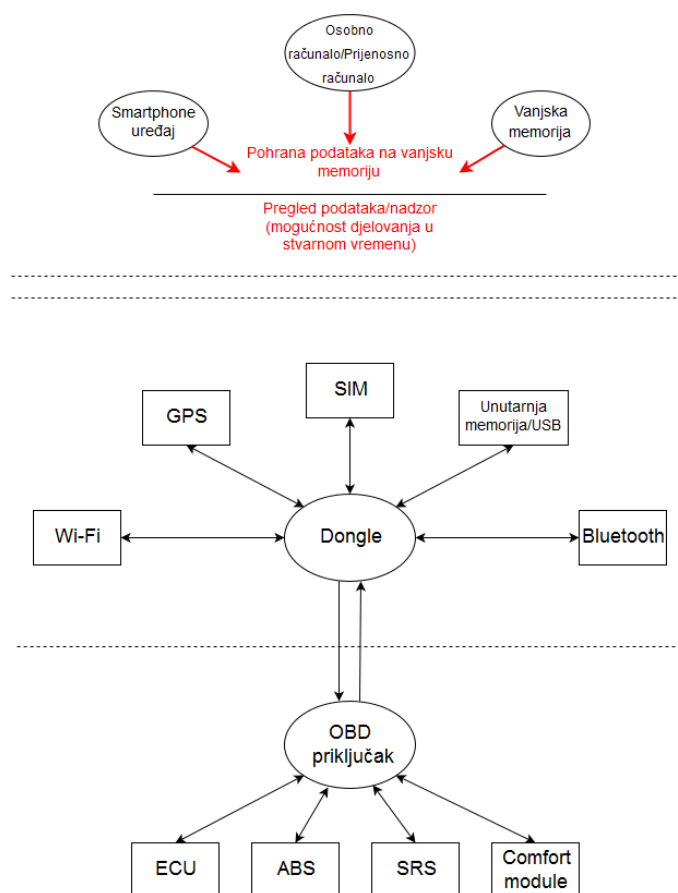 Osobno
računalo/Prijenosno
računalo
Smartphone
uređaj
Vanjska
memorija
Pohrana podataka na vanjsku
memoriju
Pregled podataka/nadzor
(mogućnost djelovanja u
stvarnom vremenu)
SIM
GPS
Unutarnja
memorija/USB
Wi-Fi
Dongle
Bluetooth
OBD
priključak
ECU
ABS
SRS
Comfort
module